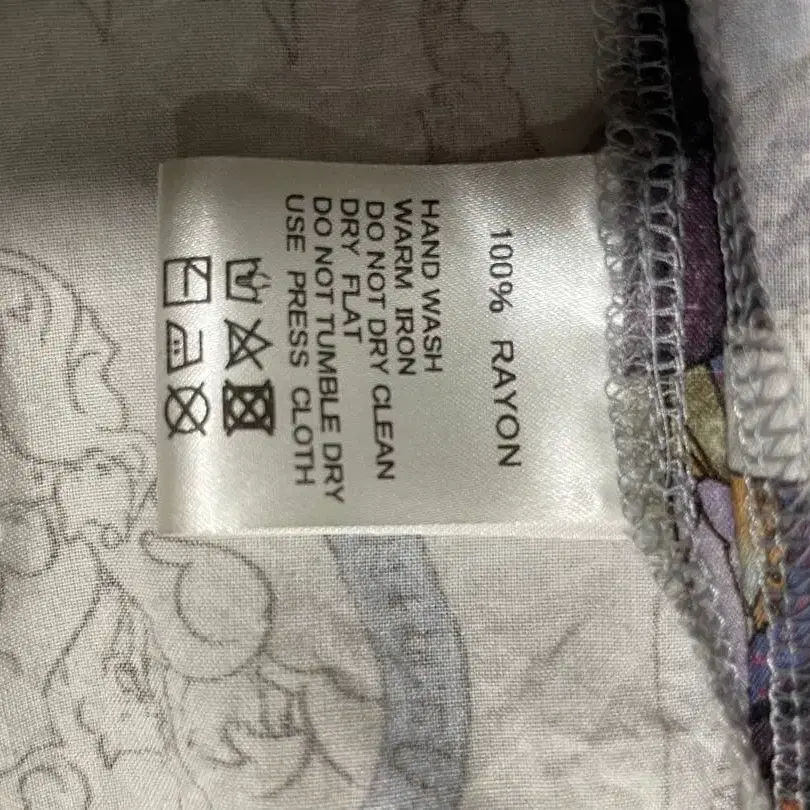 100% RAYON
HAND WASH
WARM IRON
DO NOT DRY CLEAN
DRY FLAT
DO NOT TUMBLE DRY
USE PRESS CLOTH